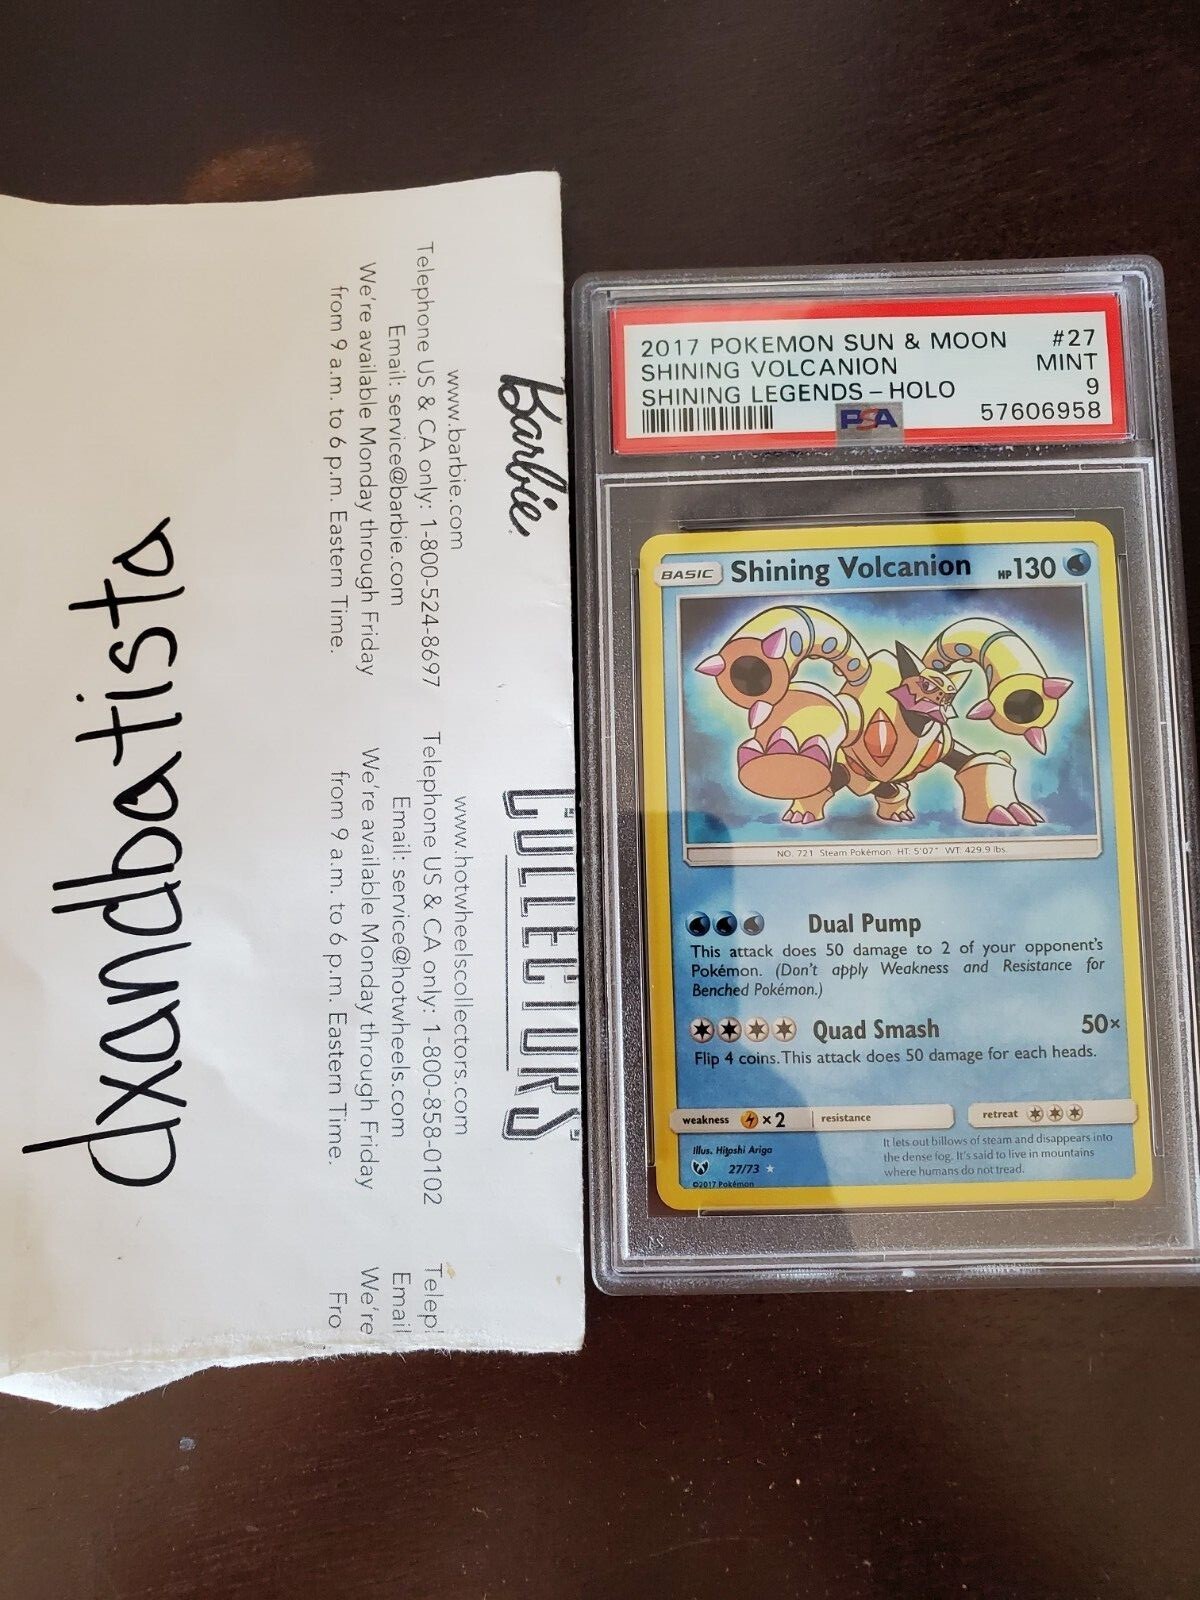 dxandbatista
Barbie
www.barbie.com
Telephone US & CA only: 1-800-524-8697
Email: service@barbie.com
We're available Monday through Friday
from 9 a.m. to 6 p.m. Eastern Time.
COLLECTORS
www.hotwheelscollectors.com
Telephone US & CA only: 1-800-858-0102
Email: service@hotwheels.com
We're available Monday through Friday
from 9 a.m. to 6 p.m. Eastern Time.
Telep
Email
We're
Fro
2017 POKEMON SUN & MOON #27
SHINING VOLCANION MINT
SHINING LEGENDS – HOLO 9
PSA 57606958
BASIC Shining Volcanion HP 130
NO. 721 Steam Pokémon HT: 5'07" WT: 429.9 lbs.
Dual Pump
This attack does 50 damage to 2 of your opponent's
Pokémon. (Don't apply Weakness and Resistance for
Benched Pokémon.)
Quad Smash 50×
Flip 4 coins. This attack does 50 damage for each heads.
weakness ×2 resistance retreat
Illus. Hitoshi Ariga
27/73
©2017 Pokémon
It lets out billows of steam and disappears into
the dense fog. It's said to live in mountains
where humans do not tread.